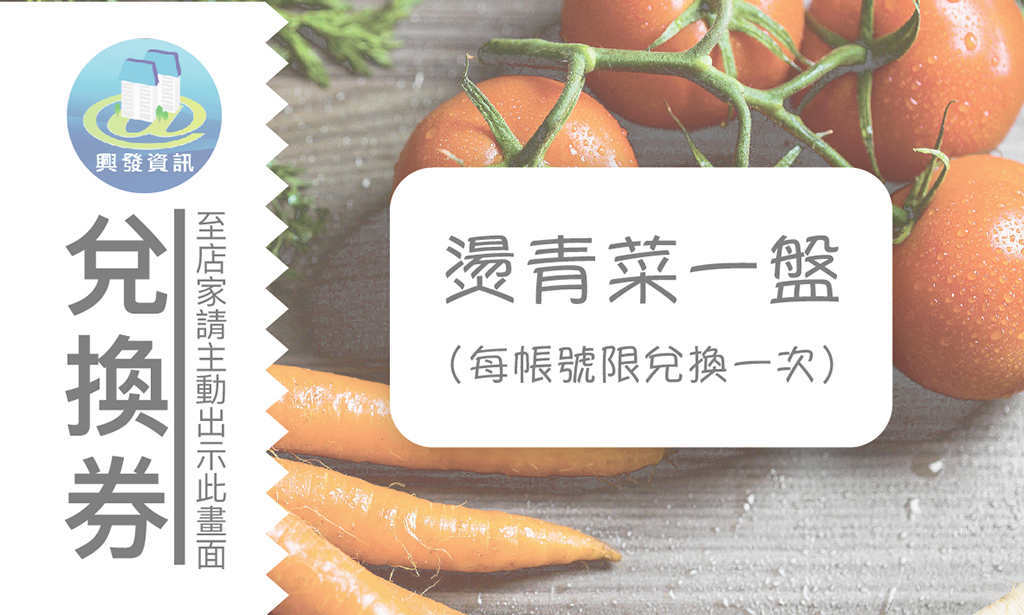 興發資訊
兌換券
至店家請主動出示此畫面
燙青菜一盤
（每帳號限兌換一次）